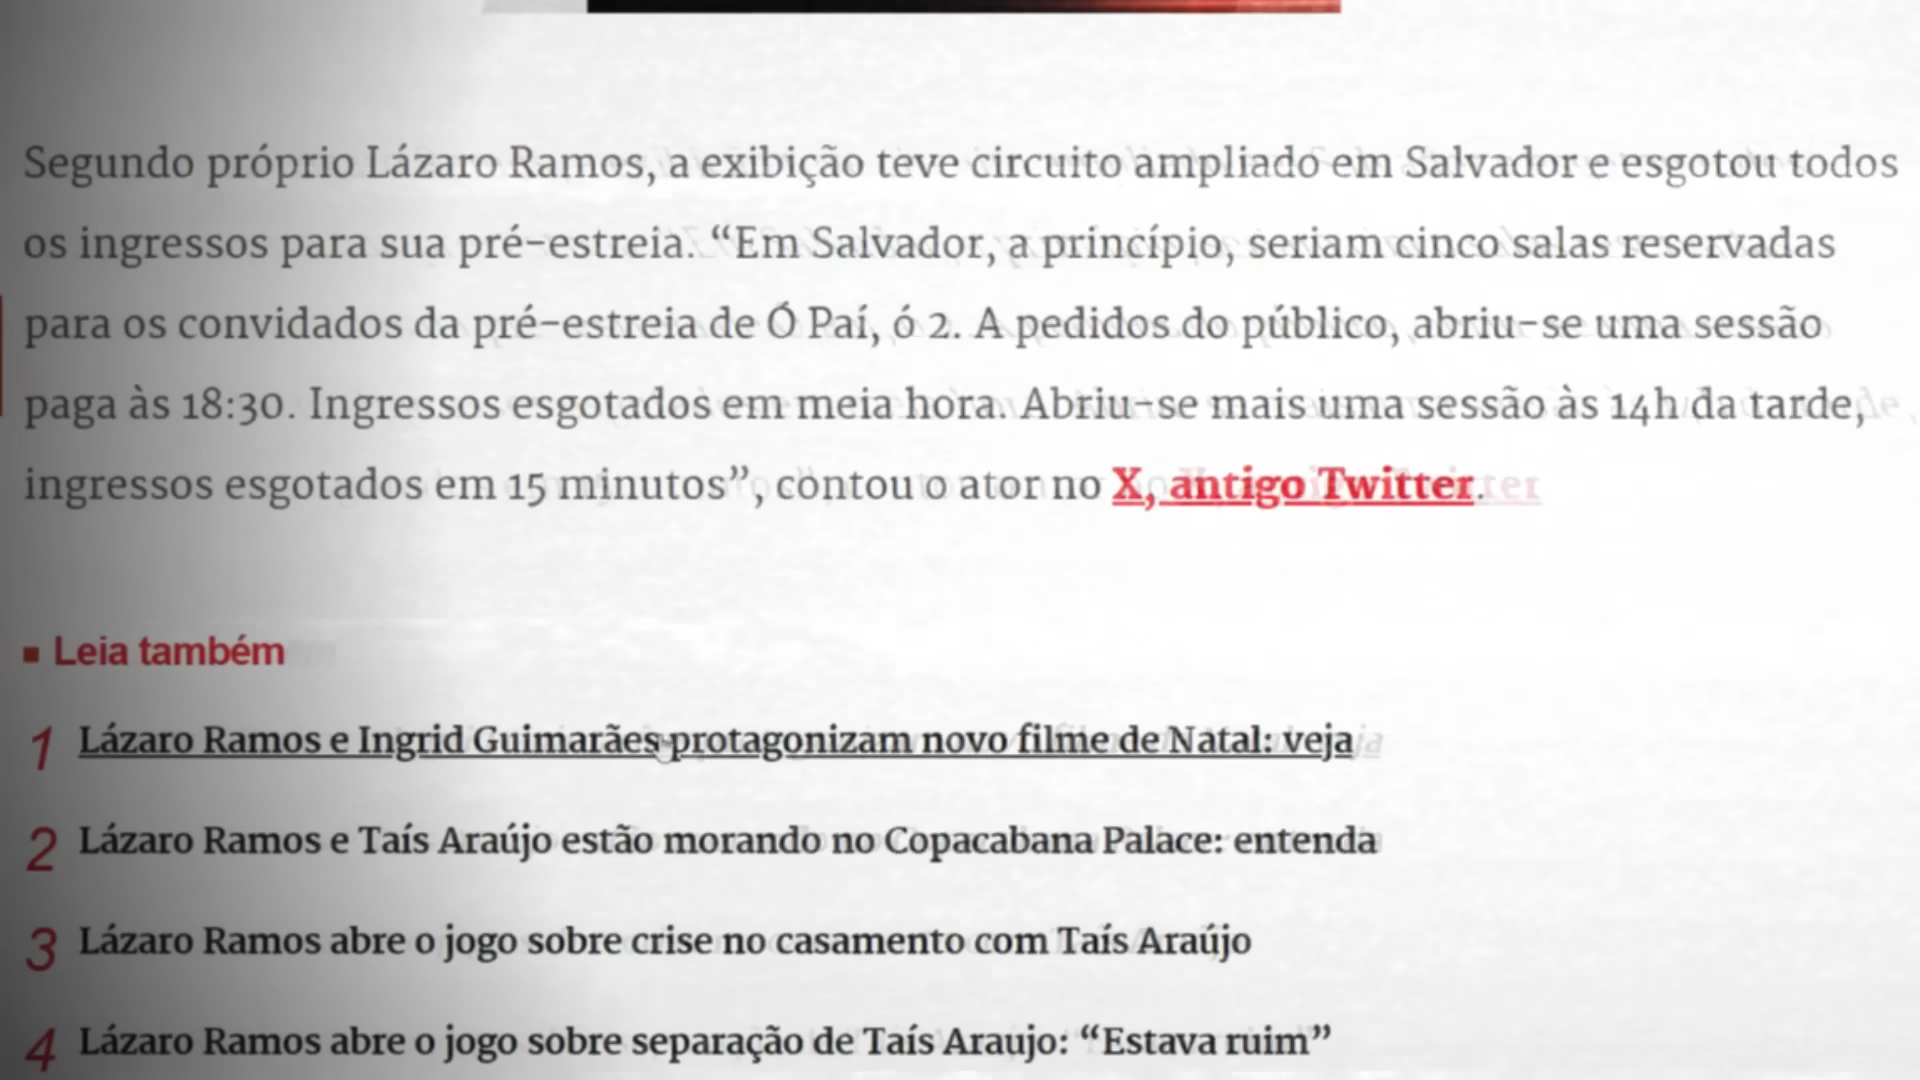 Segundo próprio Lázaro Ramos, a exibição teve circuito ampliado em Salvador e esgotou todos
os ingressos para sua pré-estreia. “Em Salvador, a princípio, seriam cinco salas reservadas
para os convidados da pré-estreia de Ó Paí, ó 2. A pedidos do público, abriu-se uma sessão
paga às 18:30. Ingressos esgotados em meia hora. Abriu-se mais uma sessão às 14h da tarde,
ingressos esgotados em 15 minutos”, contou o ator no X, antigo Twitter.
Leia também
1 Lázaro Ramos e Ingrid Guimarães protagonizam novo filme de Natal: veja
2 Lázaro Ramos e Taís Araújo estão morando no Copacabana Palace: entenda
3 Lázaro Ramos abre o jogo sobre crise no casamento com Taís Araújo
4 Lázaro Ramos abre o jogo sobre separação de Taís Araujo: “Estava ruim”